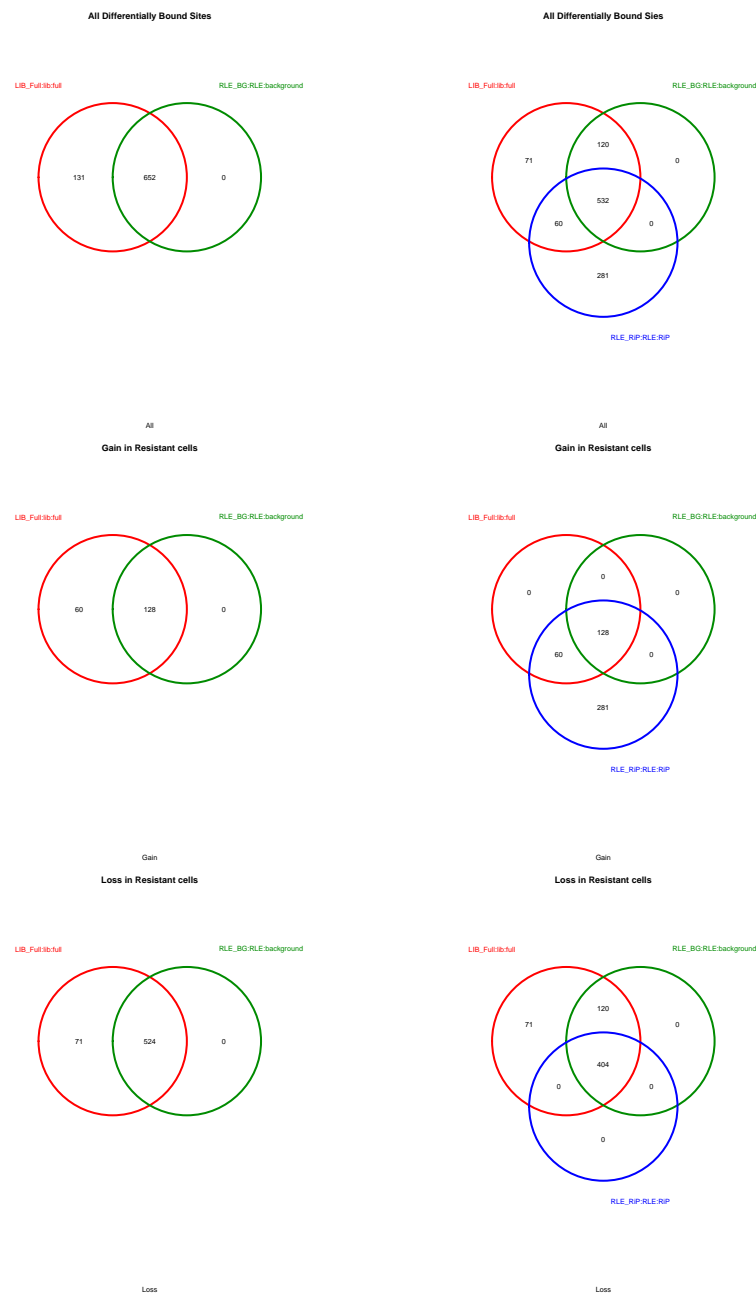 All Differentially Bound Sites
LIB_Full:lib:full
RLE_BG:RLE:background
131
652
0
All
All Differentially Bound Sies
LIB_Full:lib:full
RLE_BG:RLE:background
120
71
0
532
60
0
281
RLE_RiP:RLE:RiP
All
Gain in Resistant cells
LIB_Full:lib:full
RLE_BG:RLE:background
60
128
0
Gain
Gain in Resistant cells
LIB_Full:lib:full
RLE_BG:RLE:background
0
0
0
128
60
0
281
RLE_RiP:RLE:RiP
Gain
Loss in Resistant cells
LIB_Full:lib:full
RLE_BG:RLE:background
71
524
0
Loss
Loss in Resistant cells
LIB_Full:lib:full
RLE_BG:RLE:background
120
71
0
404
0
0
0
RLE_RiP:RLE:RiP
Loss